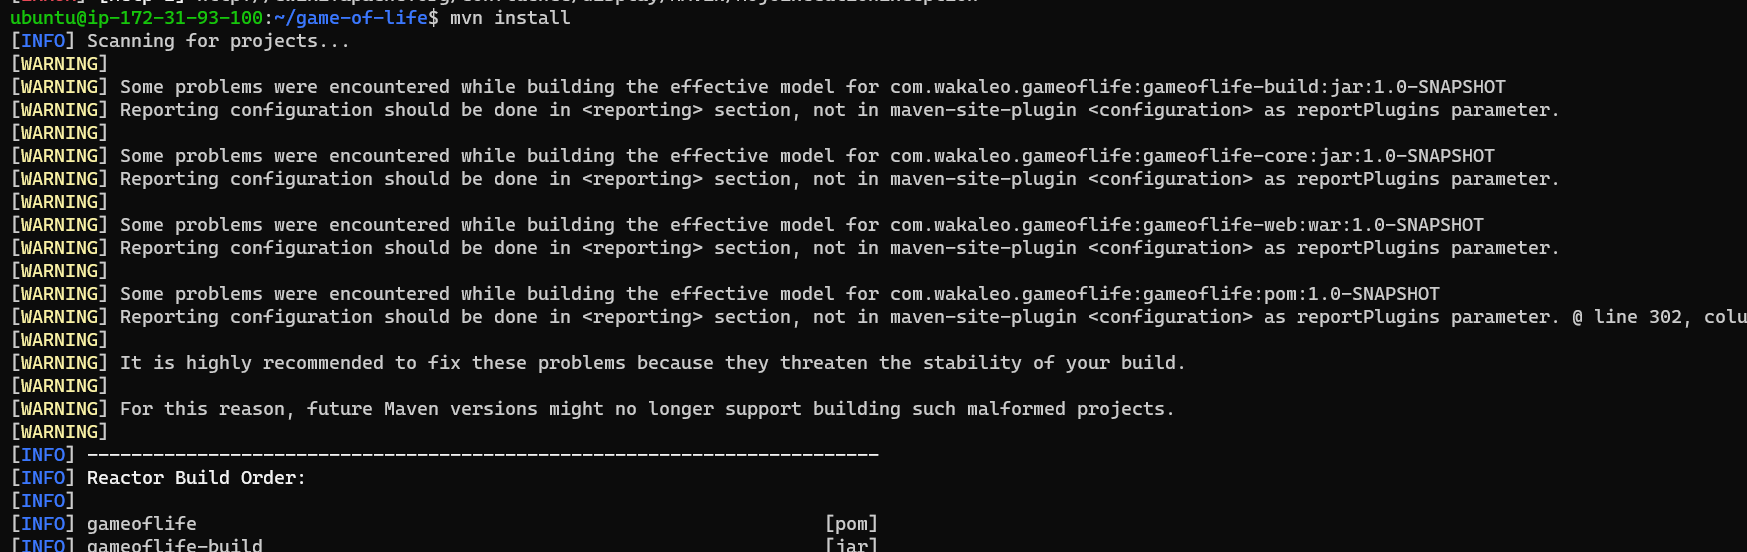 ubuntu@ip-172-31-93-100:~/game-of-life$ mvn install
[INFO] Scanning for projects...
[WARNING]
[WARNING] Some problems were encountered while building the effective model for com.wakaleo.gameoflife:gameoflife-build:jar:1.0-SNAPSHOT
[WARNING] Reporting configuration should be done in <reporting> section, not in maven-site-plugin <configuration> as reportPlugins parameter.
[WARNING]
[WARNING] Some problems were encountered while building the effective model for com.wakaleo.gameoflife:gameoflife-core:jar:1.0-SNAPSHOT
[WARNING] Reporting configuration should be done in <reporting> section, not in maven-site-plugin <configuration> as reportPlugins parameter.
[WARNING]
[WARNING] Some problems were encountered while building the effective model for com.wakaleo.gameoflife:gameoflife-web:war:1.0-SNAPSHOT
[WARNING] Reporting configuration should be done in <reporting> section, not in maven-site-plugin <configuration> as reportPlugins parameter.
[WARNING]
[WARNING] Some problems were encountered while building the effective model for com.wakaleo.gameoflife:gameoflife:pom:1.0-SNAPSHOT
[WARNING] Reporting configuration should be done in <reporting> section, not in maven-site-plugin <configuration> as reportPlugins parameter. @ line 302, colu
[WARNING]
[WARNING] It is highly recommended to fix these problems because they threaten the stability of your build.
[WARNING]
[WARNING] For this reason, future Maven versions might no longer support building such malformed projects.
[WARNING]
[INFO] ------------------------------------------------------------------------
[INFO] Reactor Build Order:
[INFO]
[INFO] gameoflife [pom]
[INFO] gameoflife-build [jar]